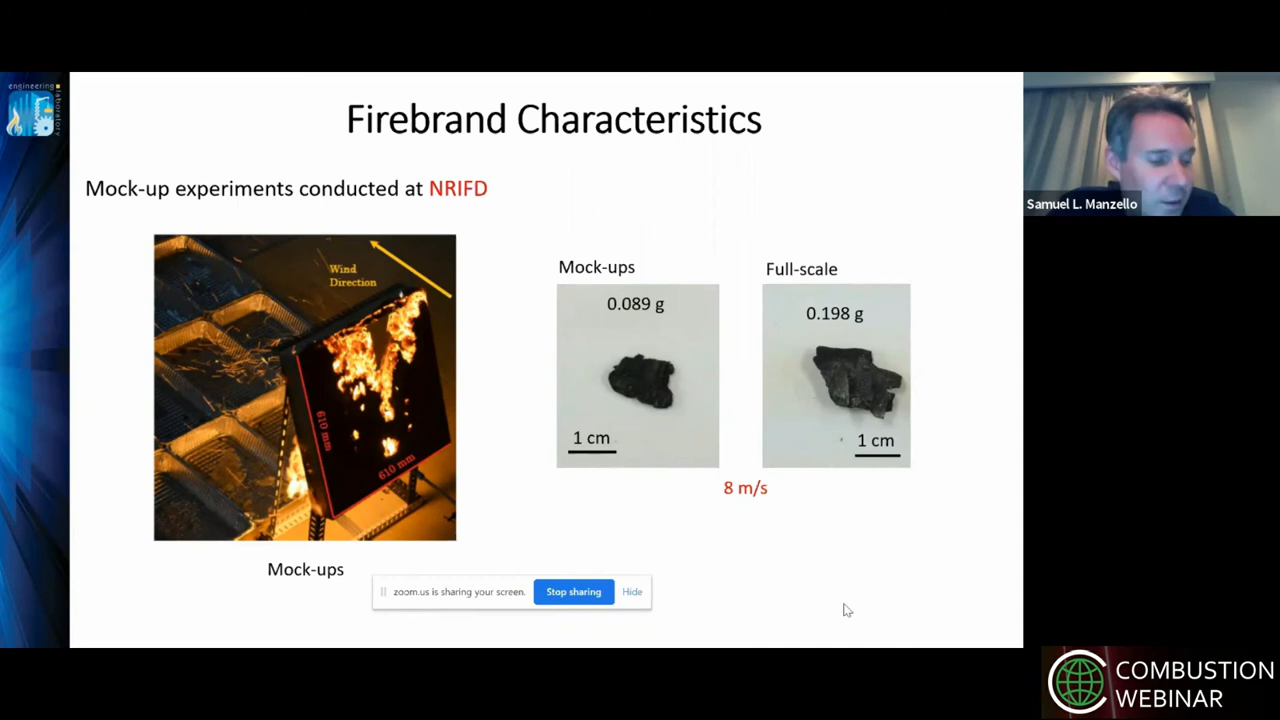 engineering
laboratory
Firebrand Characteristics
Mock-up experiments conducted at NRIFD
Samuel L. Manzello
Wind
Direction
610 mm
610 mm
Mock-ups
0.089 g
1 cm
Full-scale
0.198 g
1 cm
8 m/s
Mock-ups
zoom.us is sharing your screen.
Stop sharing
Hide
COMBUSTION
WEBINAR